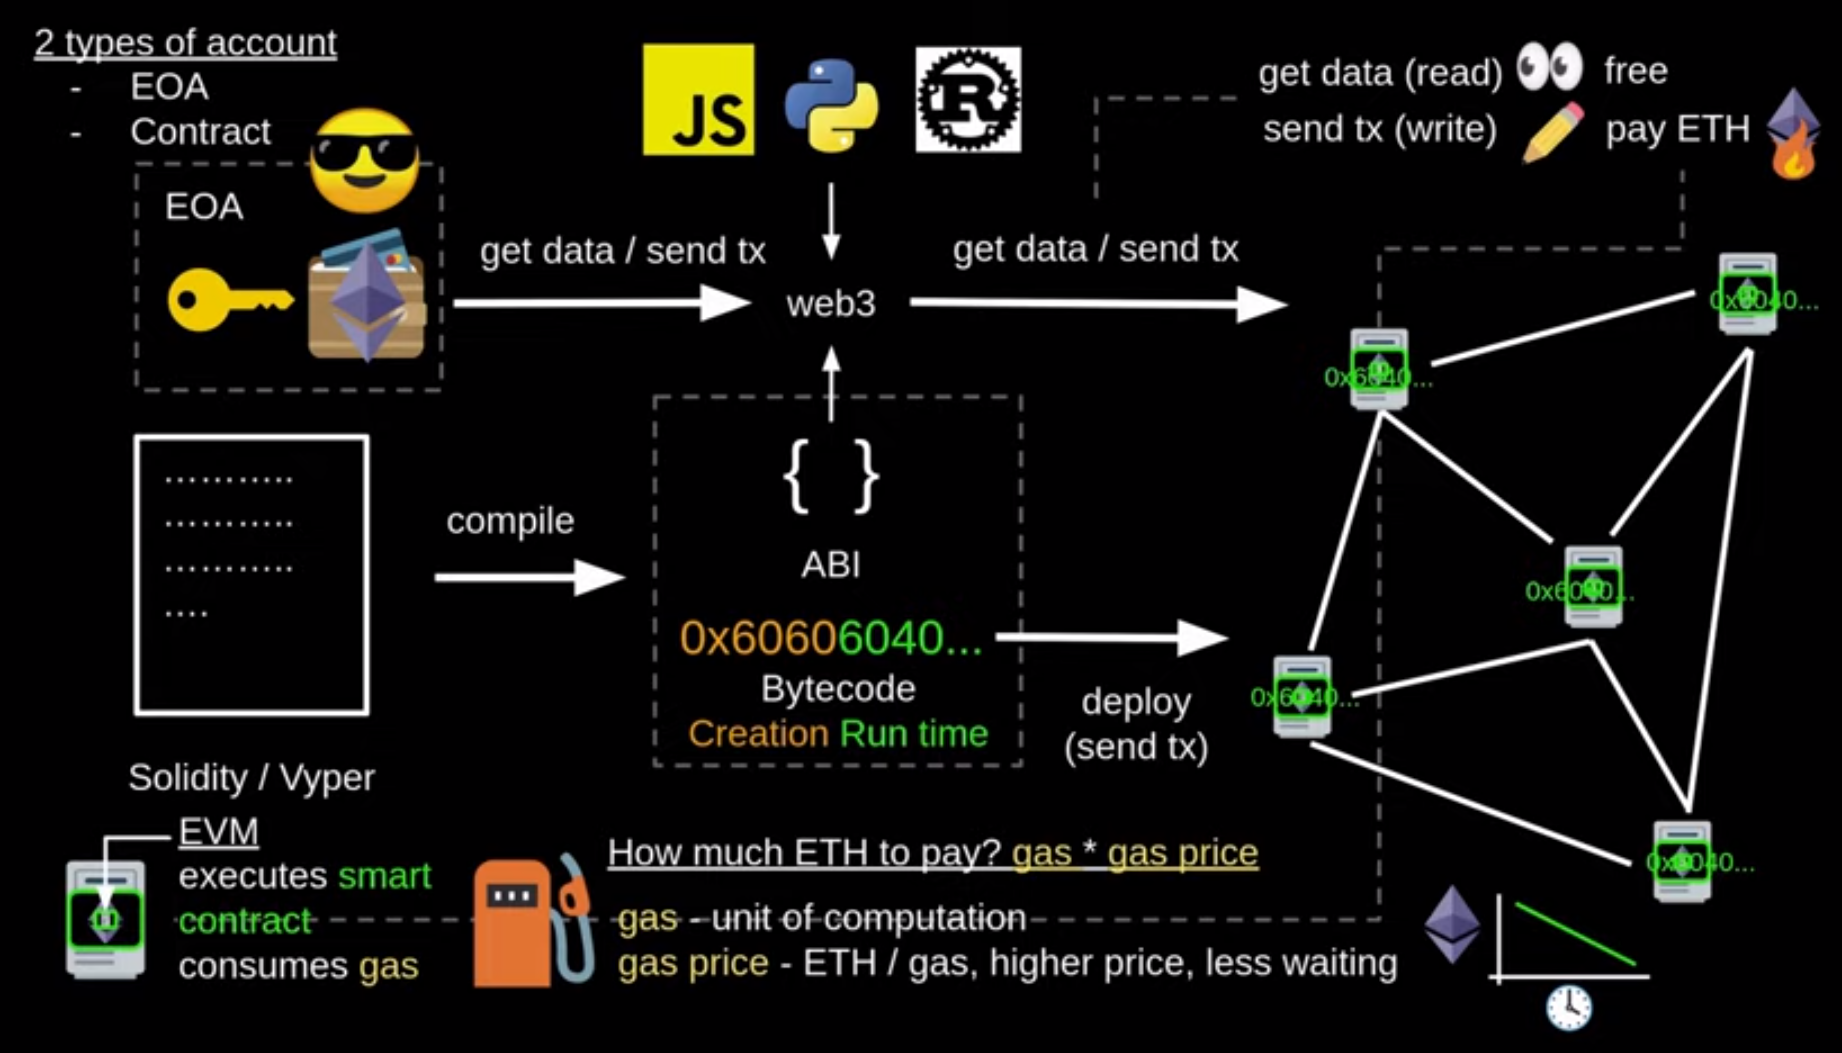 2 types of account
- EOA
- Contract
EOA
JS
R
get data (read) free
send tx (write) pay ETH
get data / send tx
web3
get data / send tx
{ }
ABI
0x60606040...
Bytecode
Creation Run time
compile
Solidity / Vyper
deploy
(send tx)
0x6040...
0x6040...
0x6040...
0x6040...
0x6040...
EVM
executes smart
contract
consumes gas
How much ETH to pay? gas * gas price
gas - unit of computation
gas price - ETH / gas, higher price, less waiting